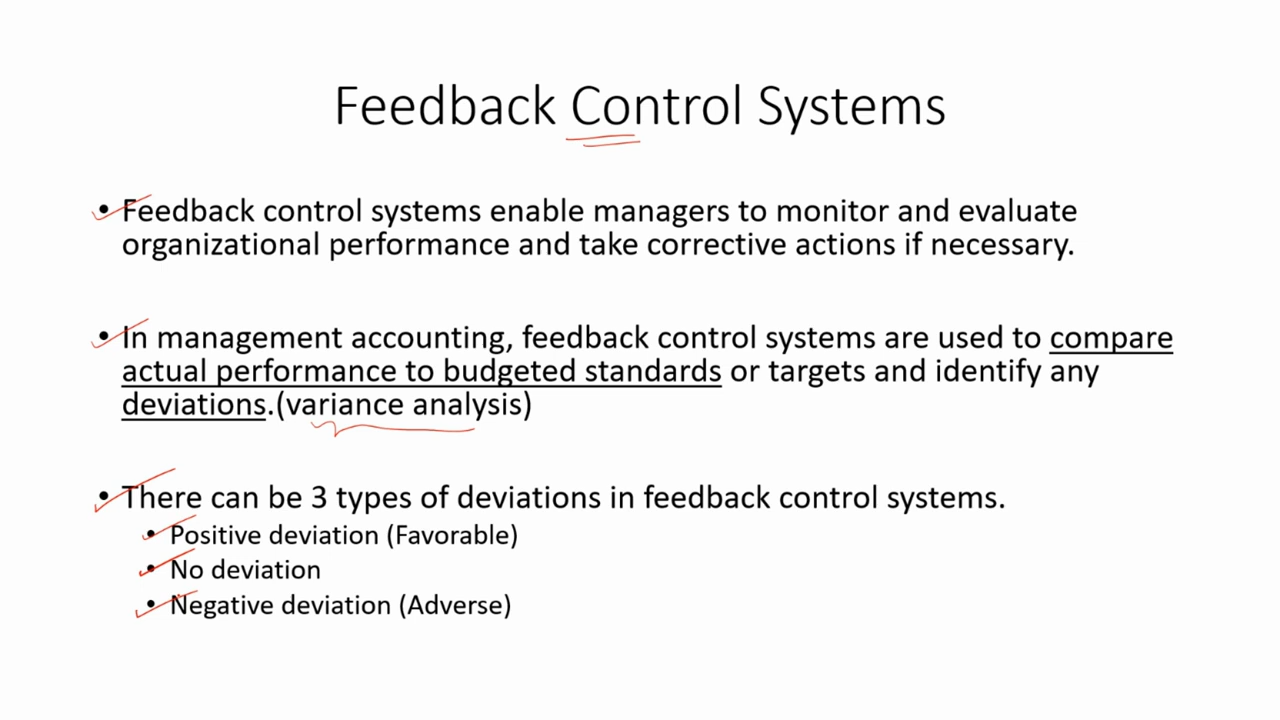 Feedback Control Systems
• Feedback control systems enable managers to monitor and evaluate
organizational performance and take corrective actions if necessary.
• In management accounting, feedback control systems are used to compare
actual performance to budgeted standards or targets and identify any
deviations.(variance analysis)
• There can be 3 types of deviations in feedback control systems.
• Positive deviation (Favorable)
• No deviation
• Negative deviation (Adverse)